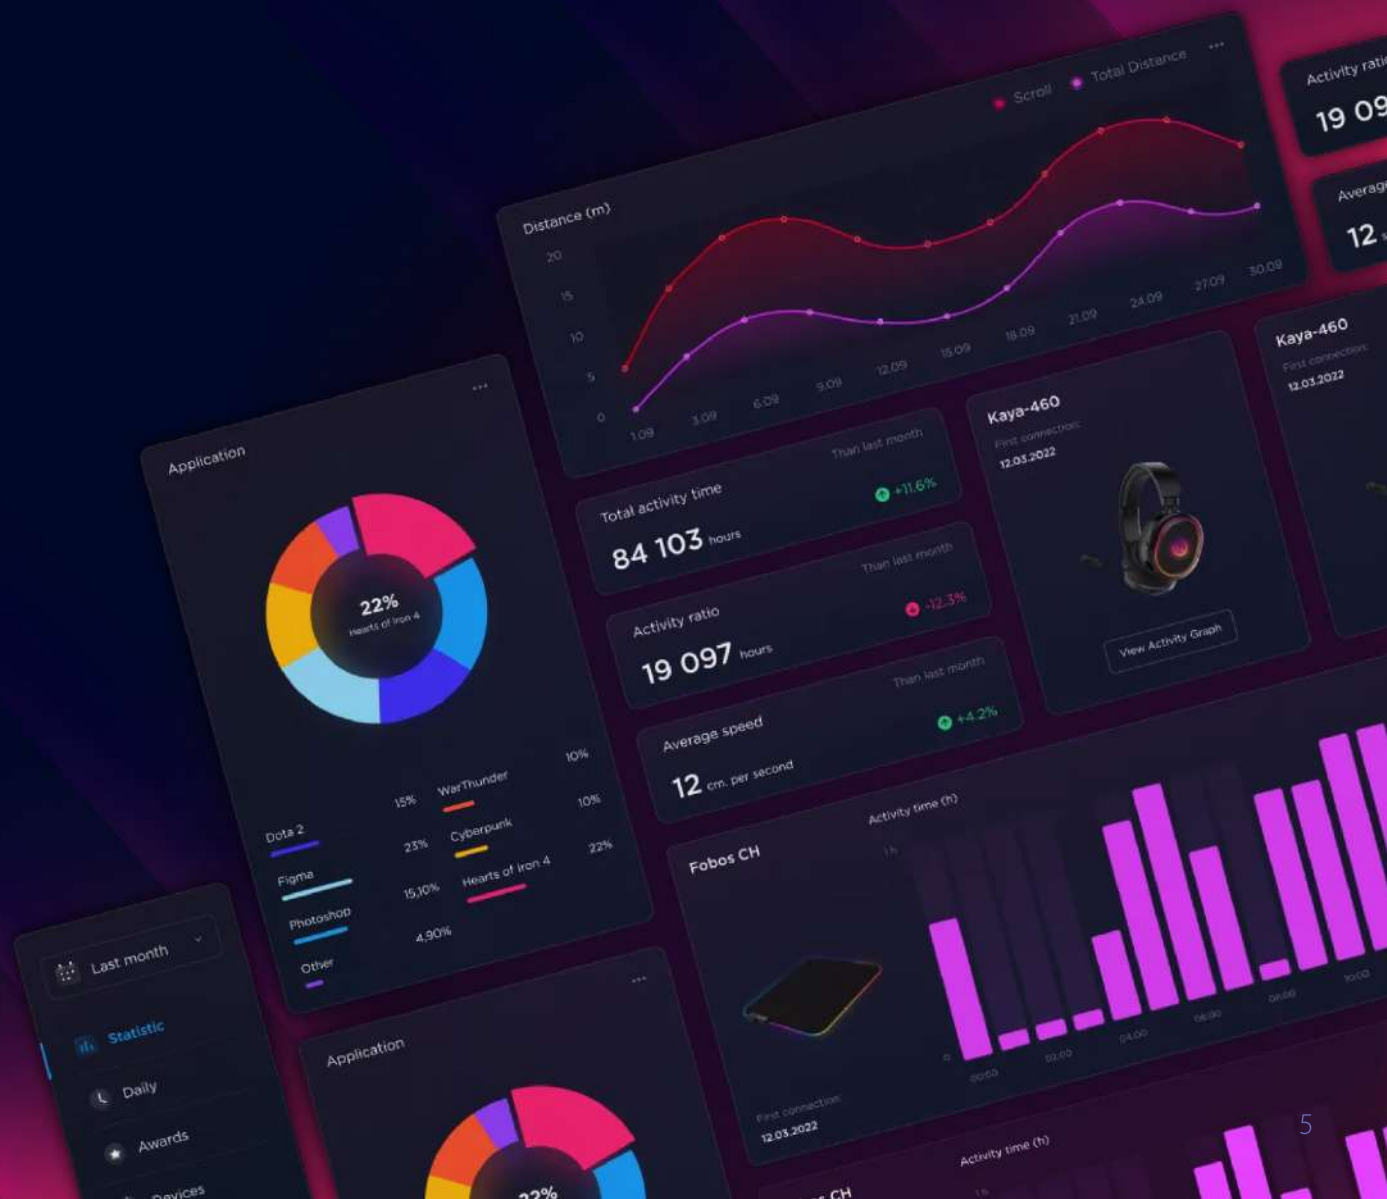 Scroll
Total Distance
Distance (m)
20
15
10
5
0
1.09
3.09
6.09
9.09
12.09
15.09
18.09
21.09
24.09
27.09
30.09
Activity
19 09
12
Application
22%
Hearts of Iron 4
Dota 2
15%
Figma
23%
Photoshop
15,10%
Other
4,90%
WarThunder
10%
Cyberpunk
10%
Hearts of Iron 4
22%
Total activity time
Than last month
84 103 hours
+11.6%
Activity ratio
Than last month
19 097 hours
-12.3%
Average speed
Than last month
12 cm. per second
+4.2%
Kaya-460
First connection:
12.03.2022
View Activity Graph
Kaya-460
First connection:
12.03.2022
Fobos CH
Activity time (h)
1 h
0
00:00
02:00
04:00
06:00
08:00
10:00
First connection:
12.03.2022
Last month
Statistic
Daily
Awards
Application
22%
Activity time (h)
1 h
CH
5